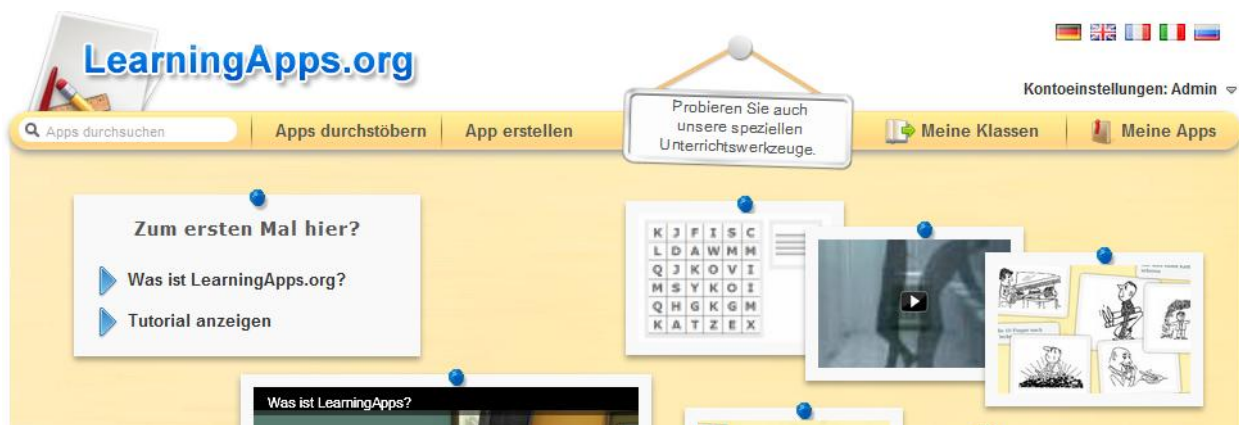 LearningApps.org
Kontoeinstellungen: Admin
Apps durchsuchen
Apps durchstöbern
App erstellen
Probieren Sie auch
unsere speziellen
Unterrichtswerkzeuge.
Meine Klassen
Meine Apps
Zum ersten Mal hier?
Was ist LearningApps.org?
Tutorial anzeigen
K J F I S C
L D A W M M
Q J K O V I
M S Y K O I
Q H G K G M
K A T Z E X
Was ist LearningApps?